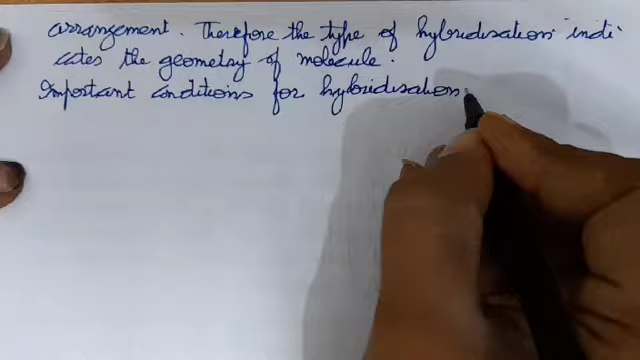 arrangement. Therefore the type of hybridisation indi
cates the geometry of molecule.
Important conditions for hybridisation: